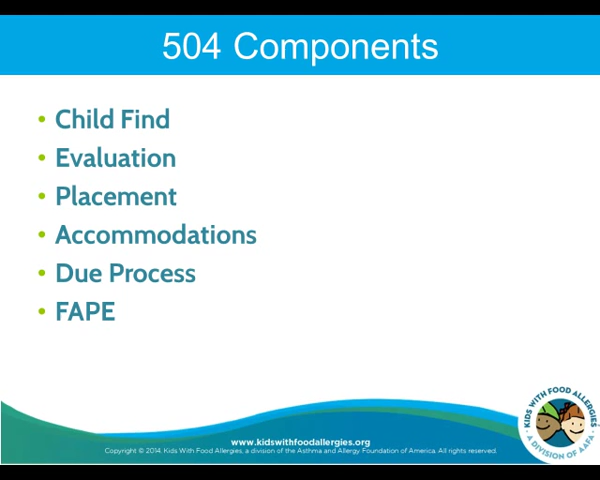 504 Components
• Child Find
• Evaluation
• Placement
• Accommodations
• Due Process
• FAPE
www.kidswithfoodallergies.org
Copyright © 2014. Kids With Food Allergies, a division of the Asthma and Allergy Foundation of America. All rights reserved.
KIDS WITH FOOD ALLERGIES
· A DIVISION OF AAFA ·